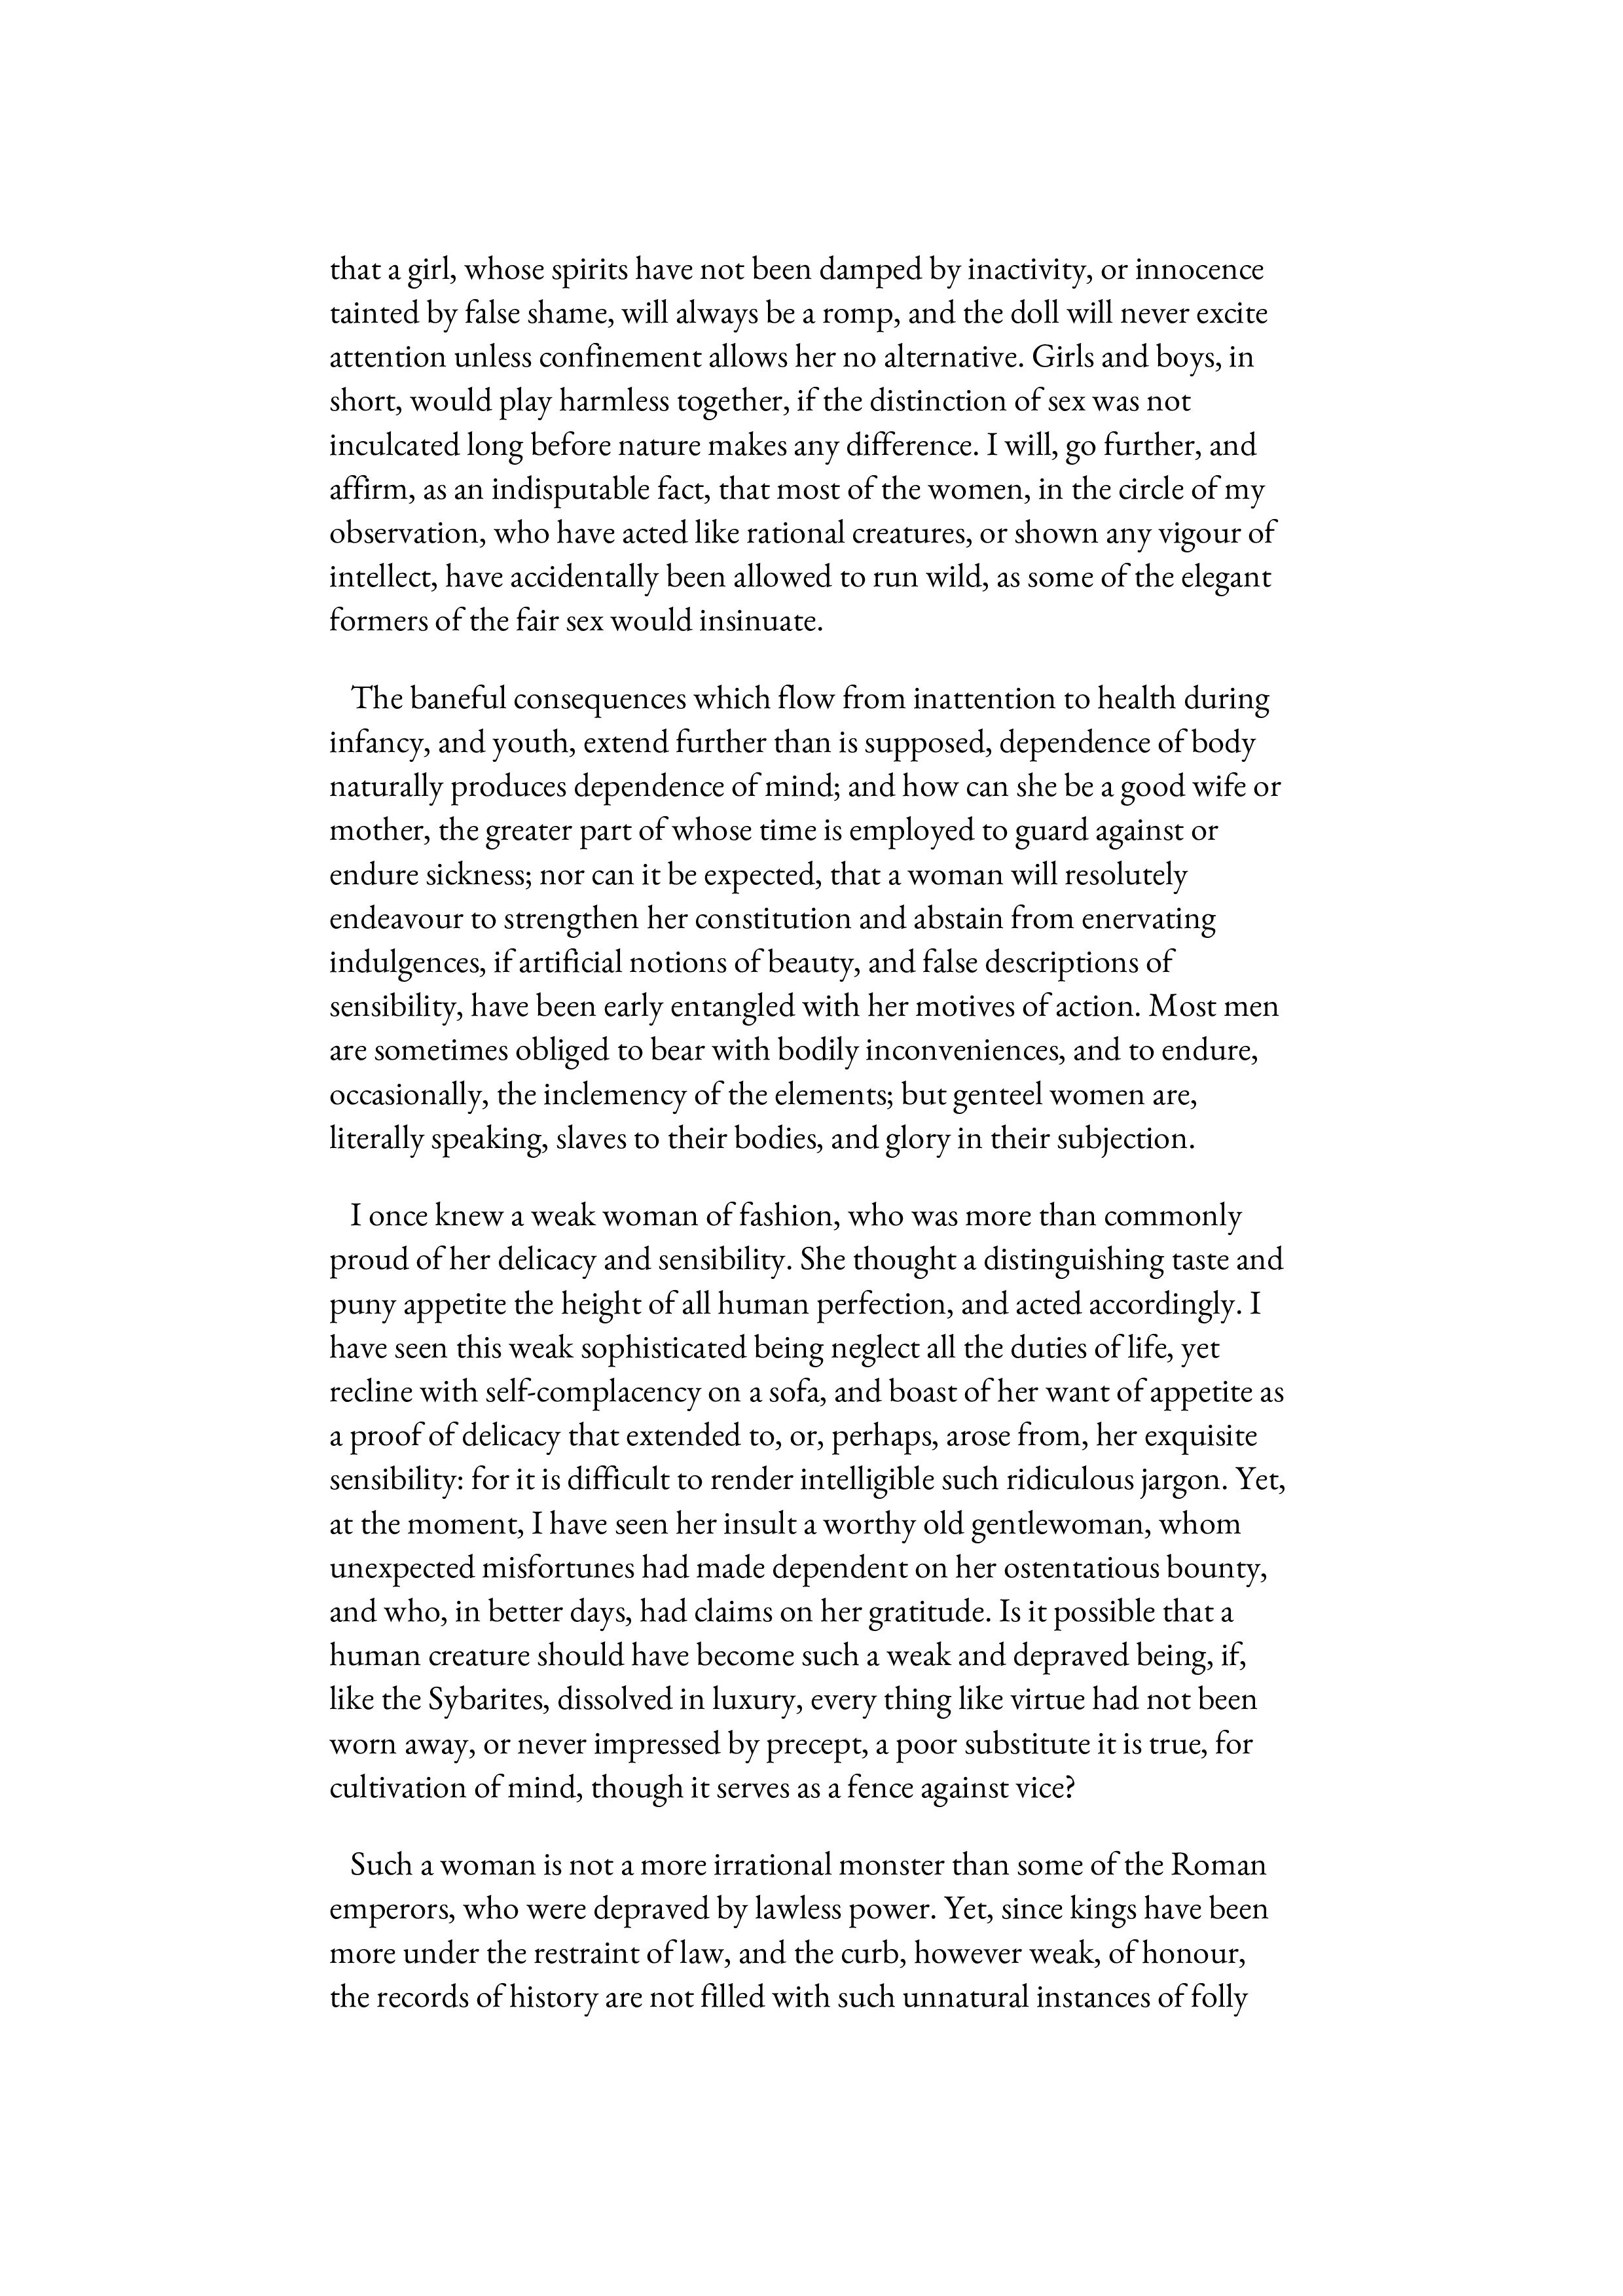 that a girl, whose spirits have not been damped by inactivity, or innocence
tainted by false shame, will always be a romp, and the doll will never excite
attention unless confinement allows her no alternative. Girls and boys, in
short, would play harmless together, if the distinction of sex was not
inculcated long before nature makes any difference. I will, go further, and
affirm, as an indisputable fact, that most of the women, in the circle of my
observation, who have acted like rational creatures, or shown any vigour of
intellect, have accidentally been allowed to run wild, as some of the elegant
formers of the fair sex would insinuate.
The baneful consequences which flow from inattention to health during
infancy, and youth, extend further than is supposed, dependence of body
naturally produces dependence of mind; and how can she be a good wife or
mother, the greater part of whose time is employed to guard against or
endure sickness; nor can it be expected, that a woman will resolutely
endeavour to strengthen her constitution and abstain from enervating
indulgences, if artificial notions of beauty, and false descriptions of
sensibility, have been early entangled with her motives of action. Most men
are sometimes obliged to bear with bodily inconveniences, and to endure,
occasionally, the inclemency of the elements; but genteel women are,
literally speaking, slaves to their bodies, and glory in their subjection.
I once knew a weak woman of fashion, who was more than commonly
proud of her delicacy and sensibility. She thought a distinguishing taste and
puny appetite the height of all human perfection, and acted accordingly. I
have seen this weak sophisticated being neglect all the duties of life, yet
recline with self-complacency on a sofa, and boast of her want of appetite as
a proof of delicacy that extended to, or, perhaps, arose from, her exquisite
sensibility: for it is difficult to render intelligible such ridiculous jargon. Yet,
at the moment, I have seen her insult a worthy old gentlewoman, whom
unexpected misfortunes had made dependent on her ostentatious bounty,
and who, in better days, had claims on her gratitude. Is it possible that a
human creature should have become such a weak and depraved being, if,
like the Sybarites, dissolved in luxury, every thing like virtue had not been
worn away, or never impressed by precept, a poor substitute it is true, for
cultivation of mind, though it serves as a fence against vice?
Such a woman is not a more irrational monster than some of the Roman
emperors, who were depraved by lawless power. Yet, since kings have been
more under the restraint of law, and the curb, however weak, of honour,
the records of history are not filled with such unnatural instances of folly